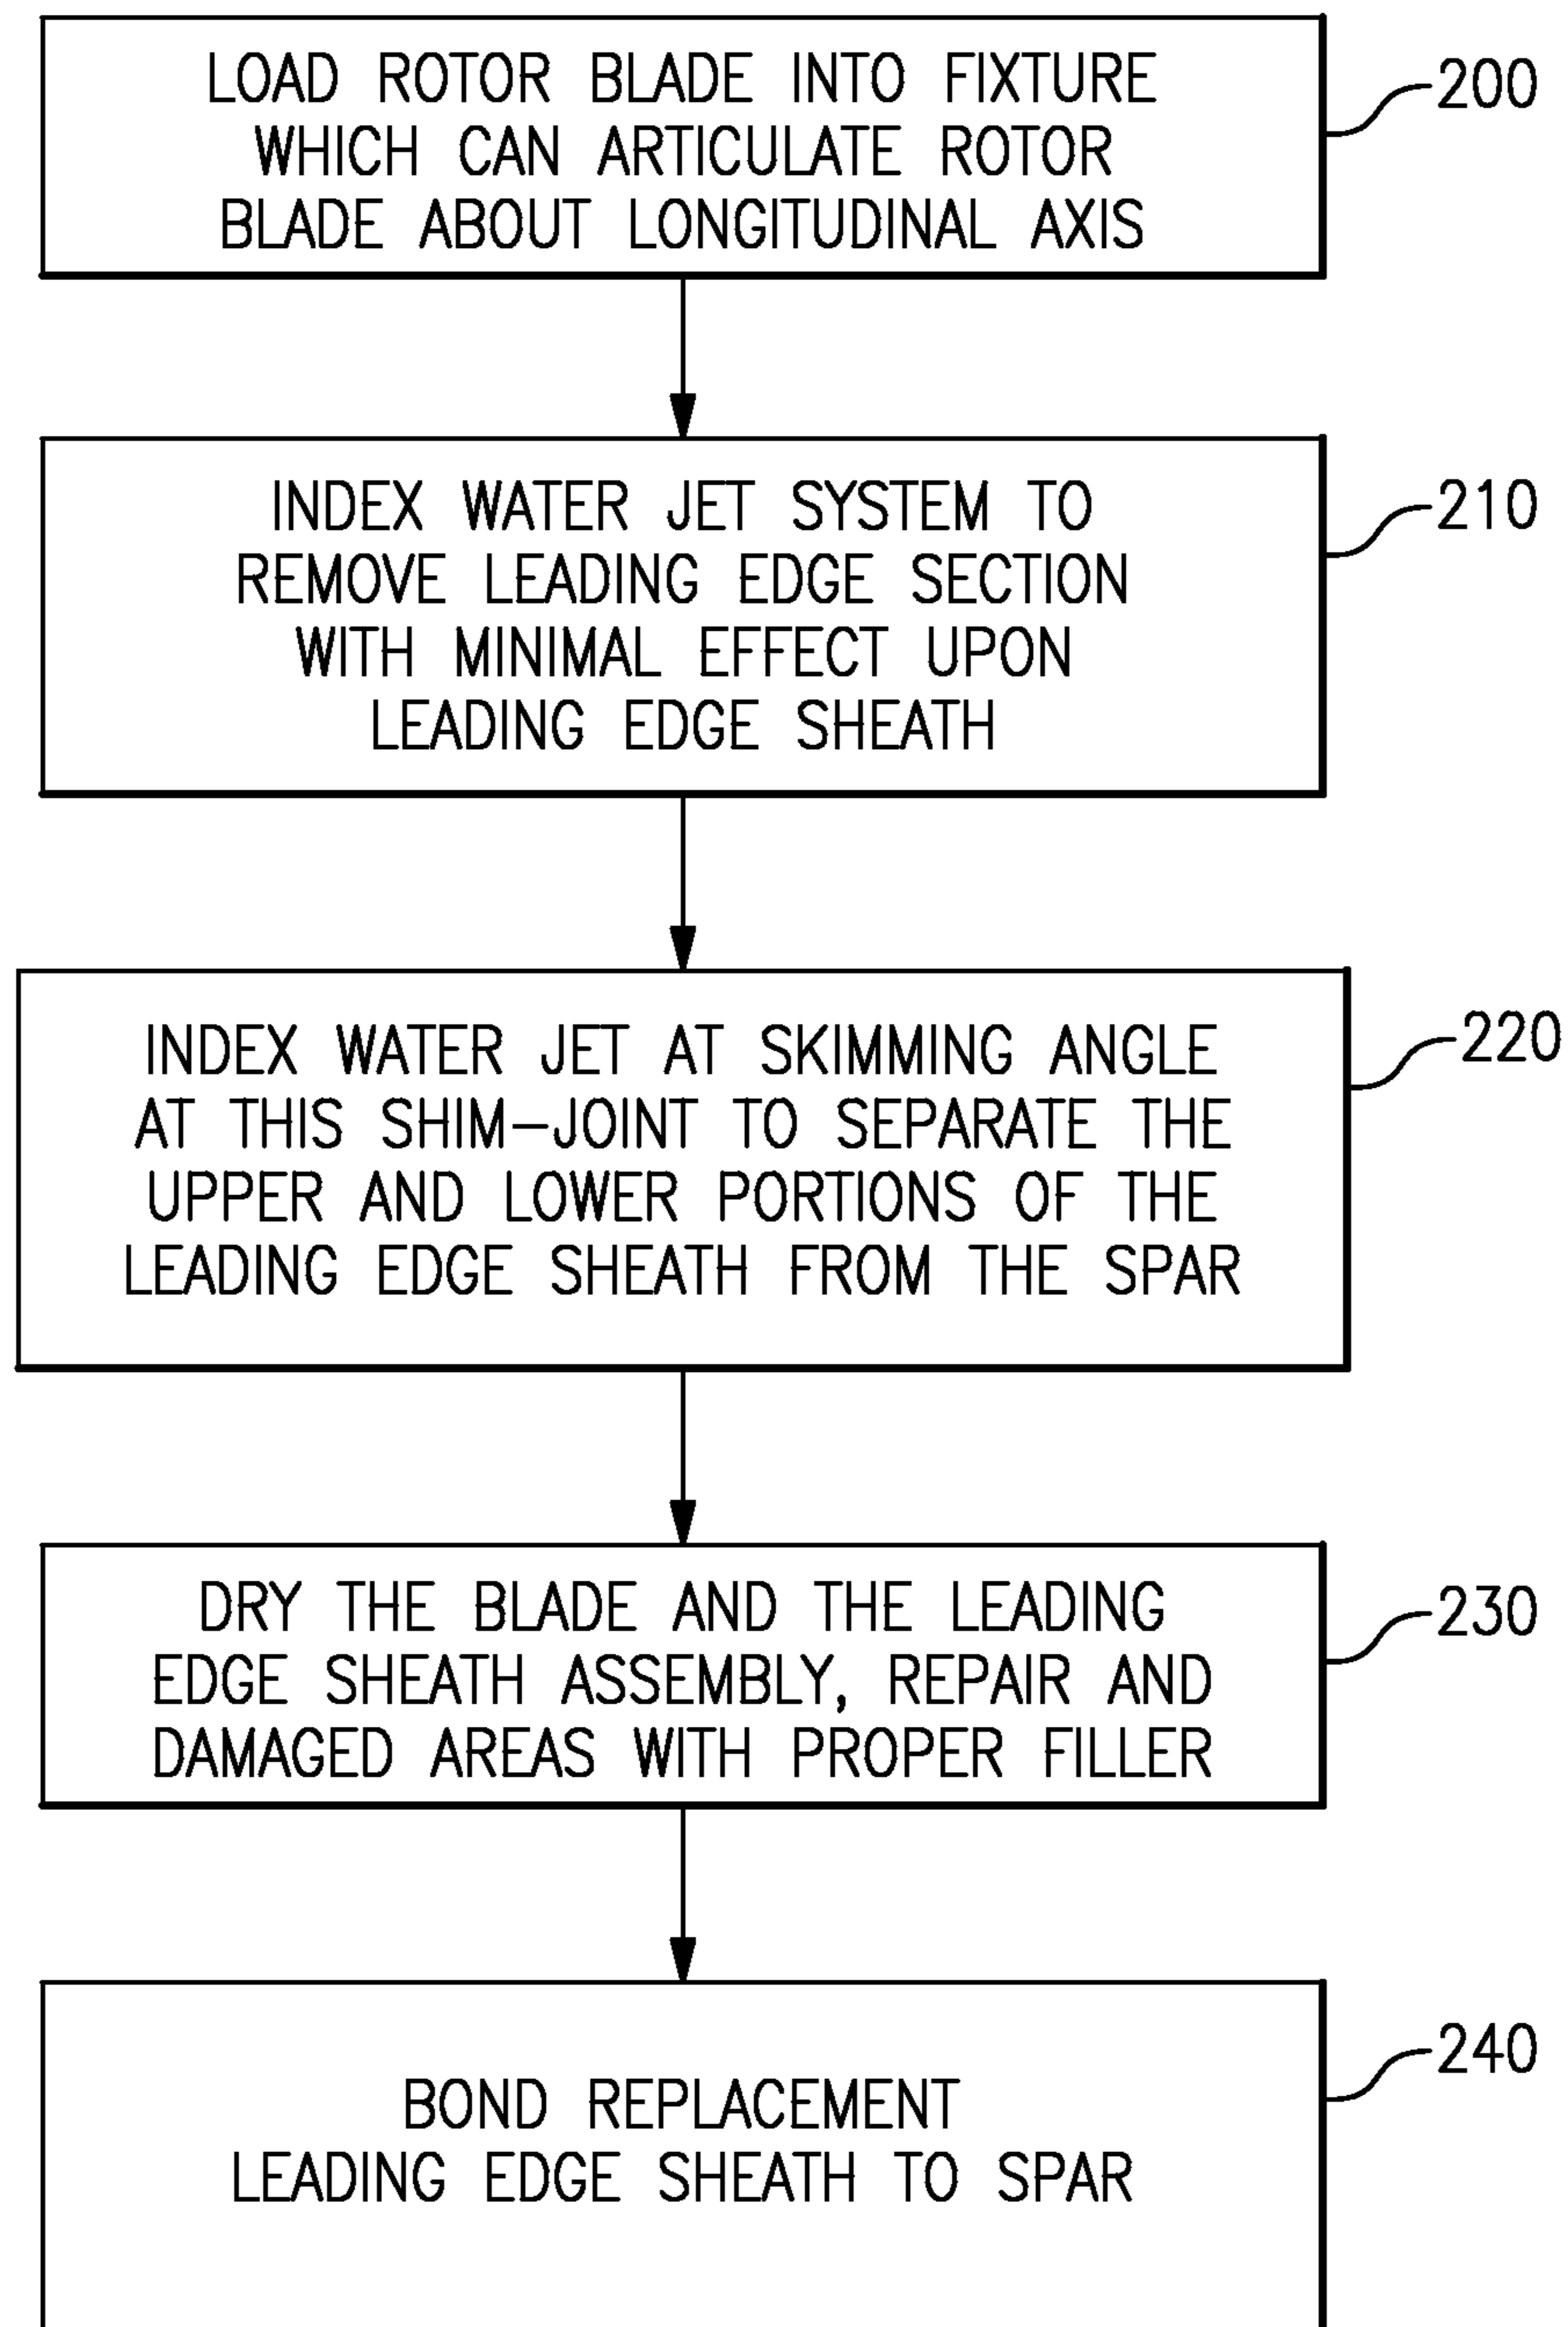 LOAD ROTOR BLADE INTO FIXTURE
WHICH CAN ARTICULATE ROTOR
BLADE ABOUT LONGITUDINAL AXIS
200
INDEX WATER JET SYSTEM TO
REMOVE LEADING EDGE SECTION
WITH MINIMAL EFFECT UPON
LEADING EDGE SHEATH
210
INDEX WATER JET AT SKIMMING ANGLE
AT THIS SHIM-JOINT TO SEPARATE THE
UPPER AND LOWER PORTIONS OF THE
LEADING EDGE SHEATH FROM THE SPAR
220
DRY THE BLADE AND THE LEADING
EDGE SHEATH ASSEMBLY, REPAIR AND
DAMAGED AREAS WITH PROPER FILLER
230
BOND REPLACEMENT
LEADING EDGE SHEATH TO SPAR
240